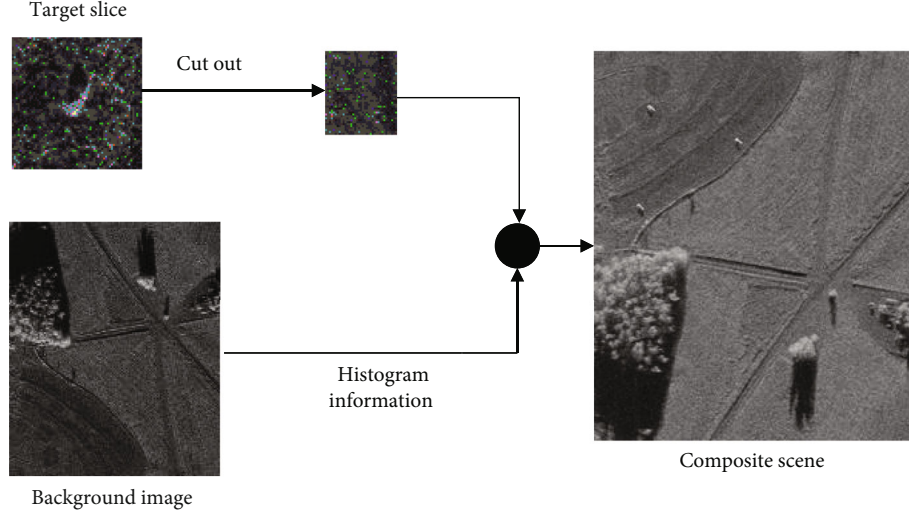 Target slice
Cut out
Histogram
information
Background image
Composite scene